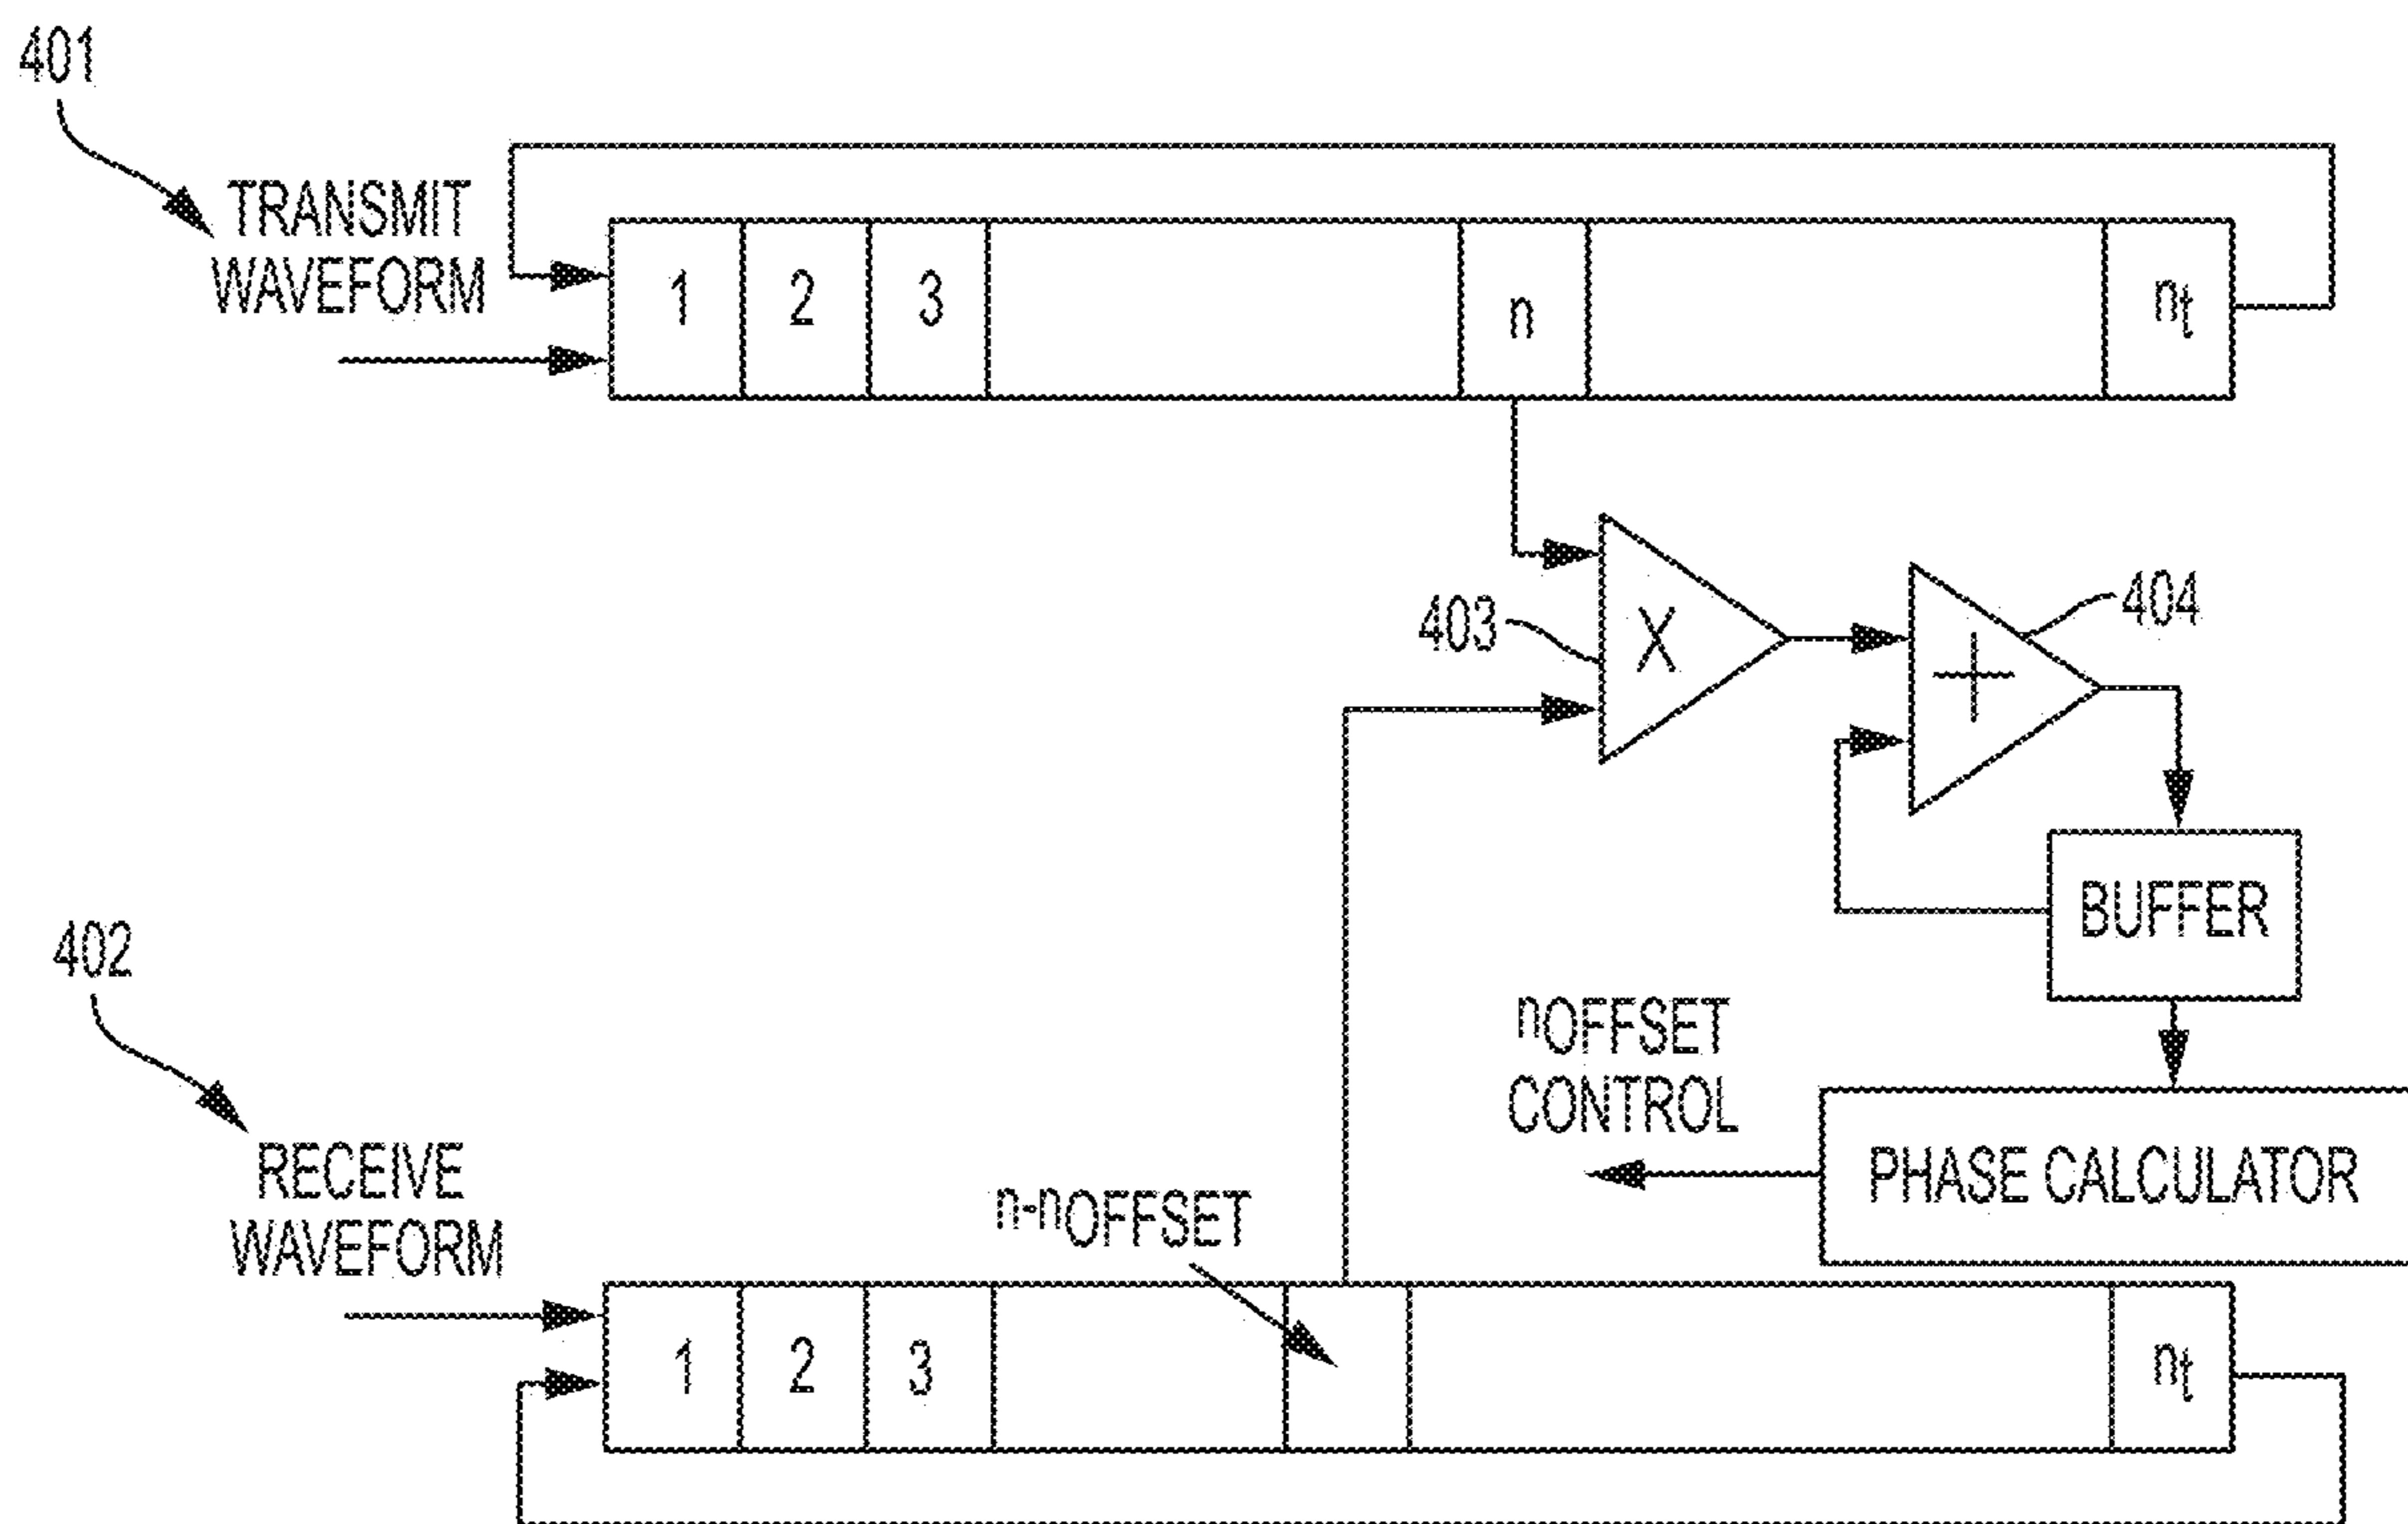 401
TRANSMIT
WAVEFORM
1 2 3 n nt
403
X
+
404
BUFFER
402
nOFFSET
CONTROL
PHASE CALCULATOR
RECEIVE
WAVEFORM
n-nOFFSET
1 2 3 nt